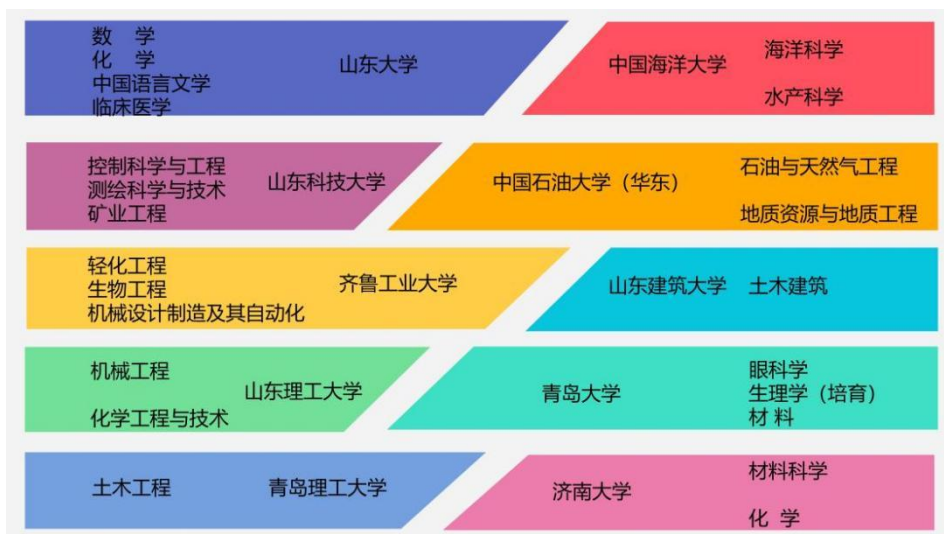 数 学
化 学
中国语言文学
临床医学
山东大学
中国海洋大学
海洋科学
水产科学
控制科学与工程
测绘科学与技术
矿业工程
山东科技大学
中国石油大学（华东）
石油与天然气工程
地质资源与地质工程
轻化工程
生物工程
机械设计制造及其自动化
齐鲁工业大学
山东建筑大学
土木建筑
机械工程
化学工程与技术
山东理工大学
青岛大学
眼科学
生理学（培育）
材 料
土木工程
青岛理工大学
济南大学
材料科学
化 学